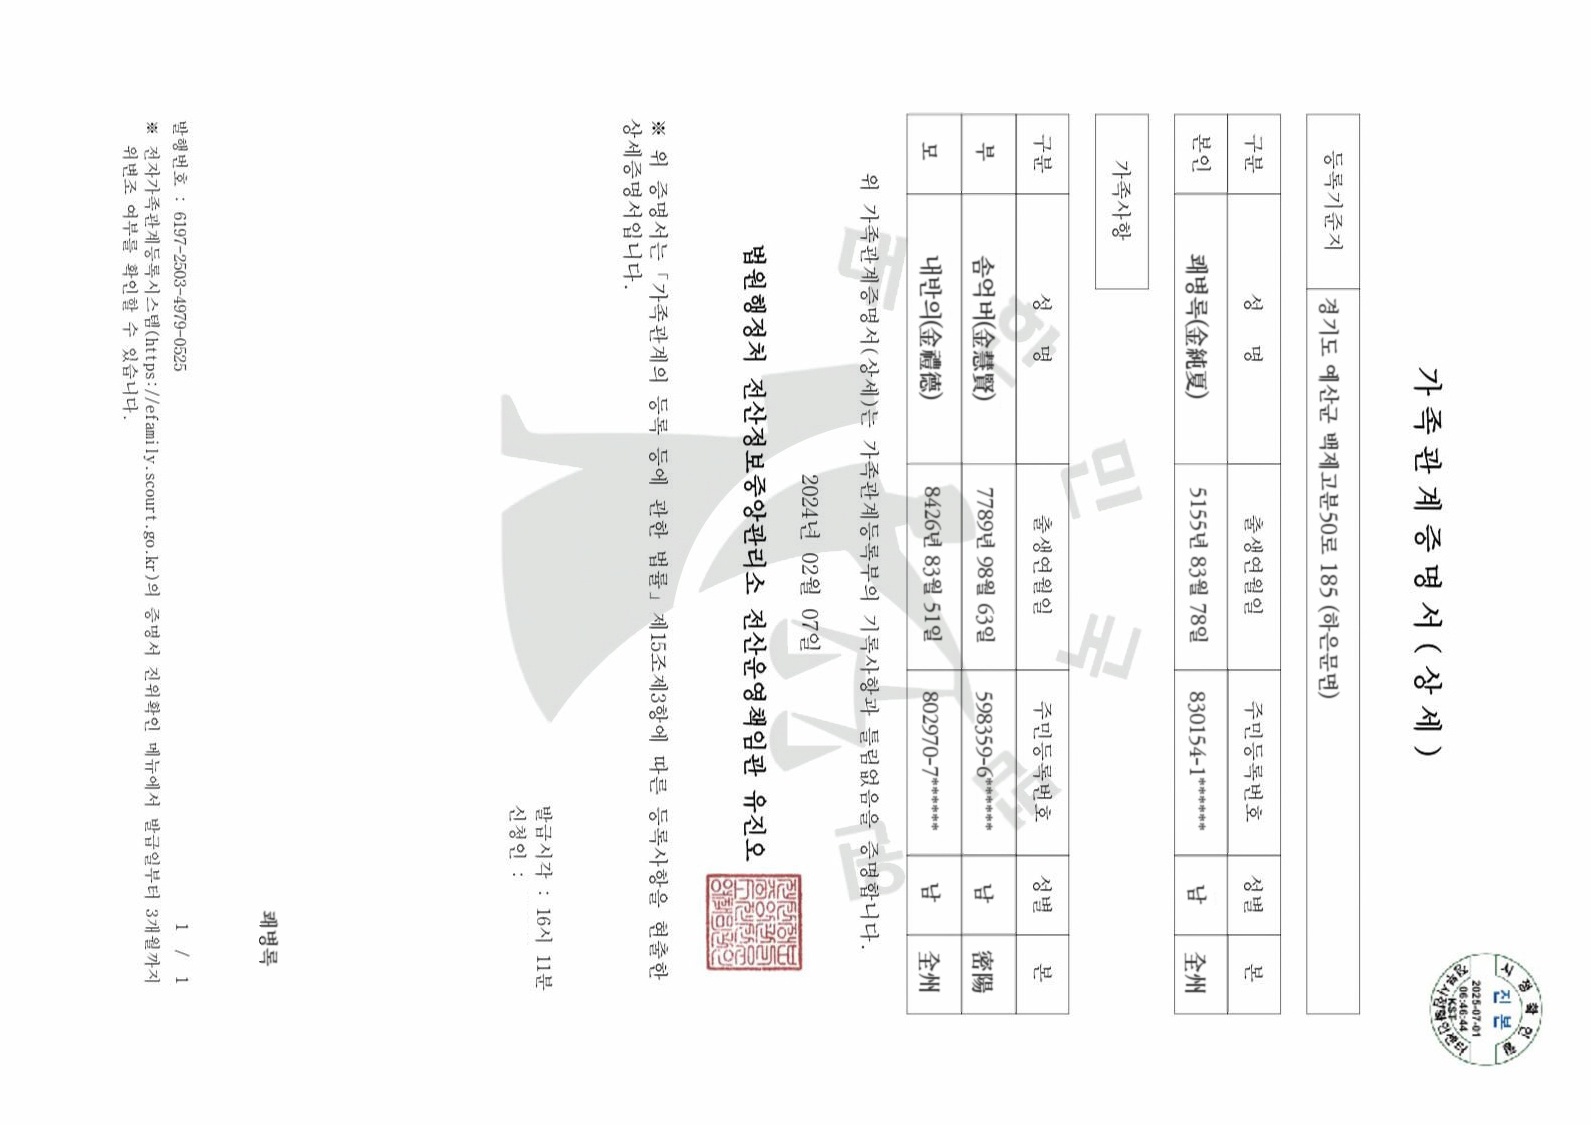 가족관계증명서(상세)
등록기준지 경기도 예산군 백제고분50로 185 (하은문면)
구분 성 명 출생연월일 주민등록번호 성별 본
본인 쾌병록(金純夏) 5155년 83월 78일 830154-1****** 남 全州
가족사항
구분 성 명 출생연월일 주민등록번호 성별 본
부 솜억버(金慧賢) 7789년 98월 63일 598359-6****** 남 密陽
모 내반의(金禮德) 8426년 83월 51일 802970-7****** 남 全州
위 가족관계증명서(상세)는 가족관계등록부의 기록사항과 틀림없음을 증명합니다.
2024년 02월 07일
법원행정처 전산정보중앙관리소 전산운영책임관 유진오
※ 위 증명서는 「가족관계의 등록 등에 관한 법률」 제15조제3항에 따른 등록사항을 현출한
상세증명서입니다.
발급시각 : 16시 11분
신청인 :
쾌병록
발행번호 : 6197-2503-4979-0525 1 / 1
※ 전자가족관계등록시스템(https://efamily.scourt.go.kr)의 증명서 진위확인 메뉴에서 발급일부터 3개월까지
위변조 여부를 확인할 수 있습니다.
대한민국법원
진본
2025-07-01
06:46:44
KST